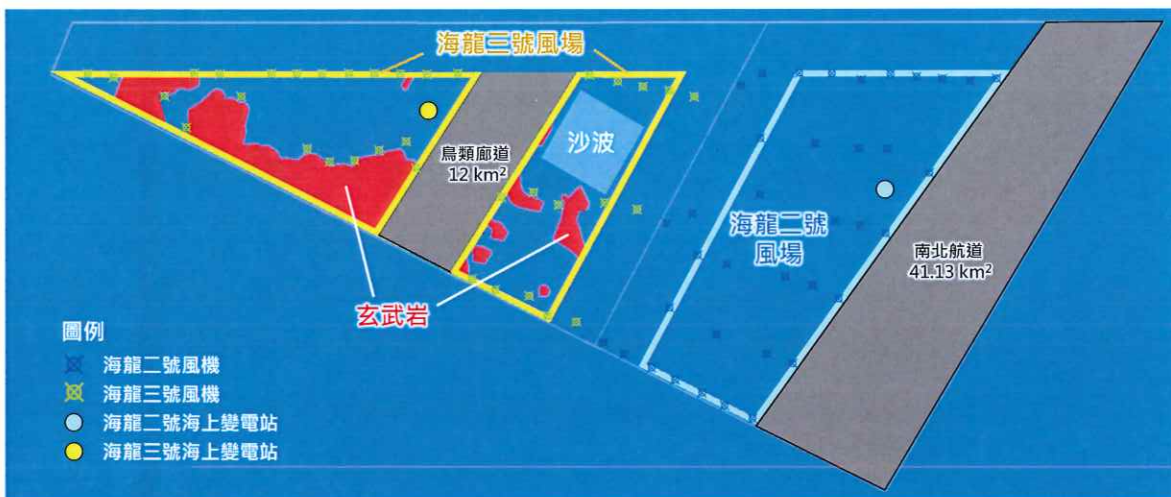 海龍三號風場
沙波
鳥類廊道
12 km²
海龍二號
風場
南北航道
41.13 km²
玄武岩
圖例
海龍二號風機
海龍三號風機
海龍二號海上變電站
海龍三號海上變電站